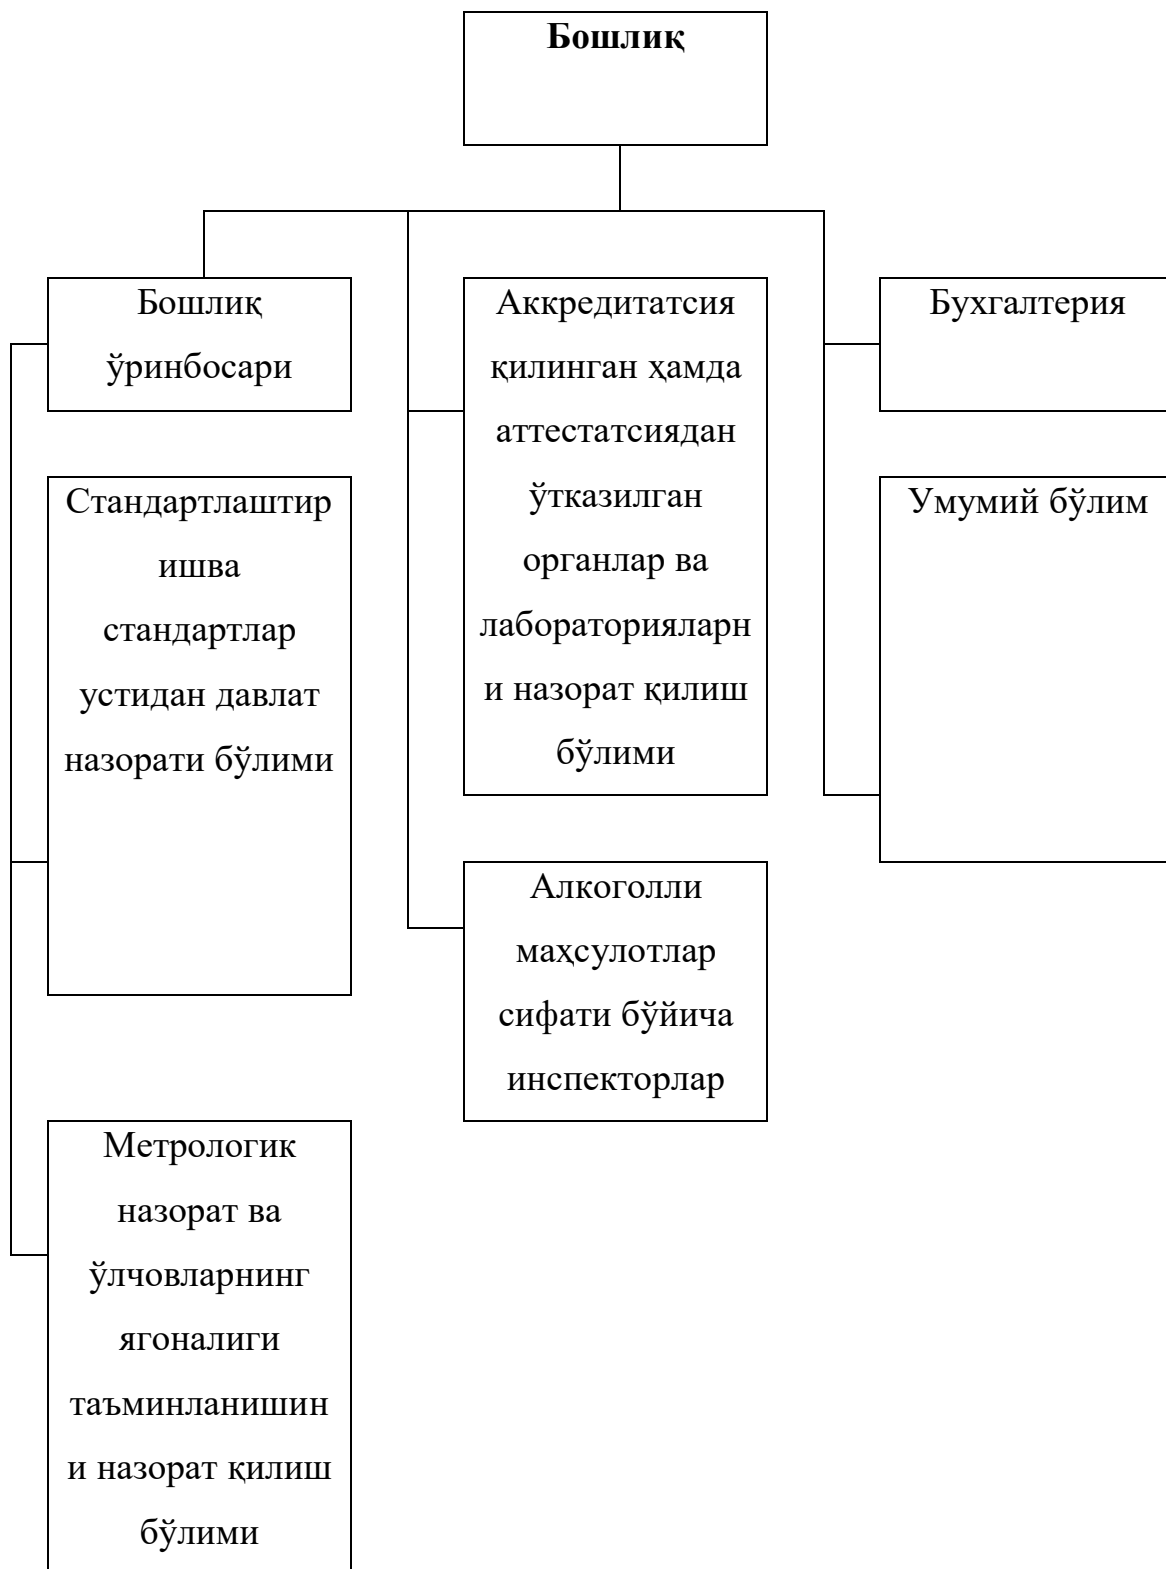 Бошлиқ
Бошлиқ
ўринбосари
Стандартлаштир
ишва
стандартлар
устидан давлат
назорати бўлими
Метрологик
назорат ва
ўлчовларнинг
ягоналиги
таъминланишин
и назорат қилиш
бўлими
Аккредитатсия
қилинган ҳамда
аттестатсиядан
ўтказилган
органлар ва
лабораторияларн
и назорат қилиш
бўлими
Алкоголли
маҳсулотлар
сифати бўйича
инспекторлар
Бухгалтерия
Умумий бўлим